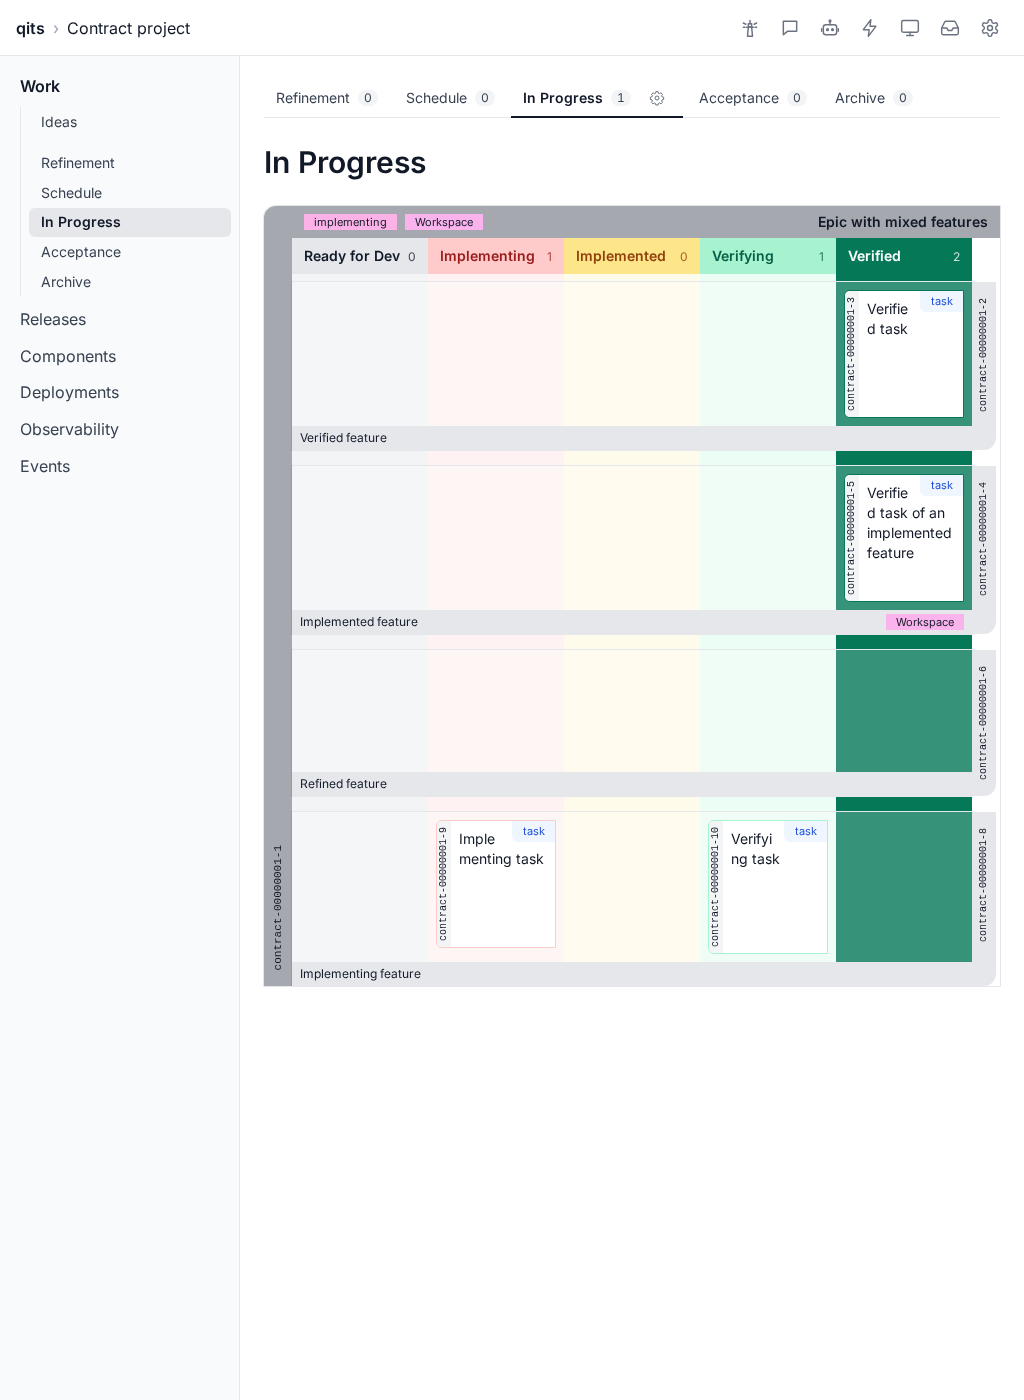 qits › Contract project
Work
Ideas
Refinement
Schedule
In Progress
Acceptance
Archive
Releases
Components
Deployments
Observability
Events
Refinement 0 Schedule 0 In Progress 1 Acceptance 0 Archive 0
In Progress
implementing Workspace Epic with mixed features
Ready for Dev 0 Implementing 1 Implemented 0 Verifying 1 Verified 2
contract-00000001-3
Verifie task
d task
contract-00000001-2
Verified feature
contract-00000001-5
Verifie task
d task of an
implemented
feature
contract-00000001-4
Implemented feature Workspace
contract-00000001-6
Refined feature
contract-00000001-1
contract-00000001-9
Imple task
menting task
contract-00000001-10
Verifyi task
ng task
contract-00000001-8
Implementing feature